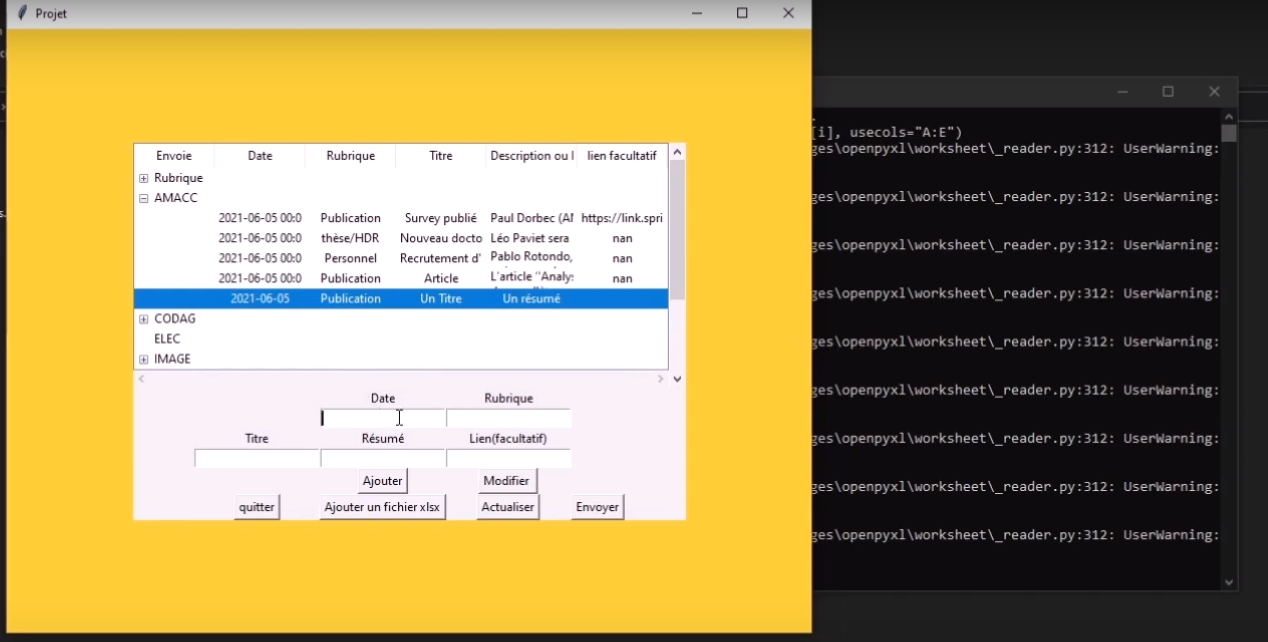 Projet
Envoie Date Rubrique Titre Description ou l lien facultatif
Rubrique
AMACC
2021-06-05 00:0 Publication Survey publié Paul Dorbec (AM https://link.spri
2021-06-05 00:0 thèse/HDR Nouveau docto Léo Paviet sera nan
2021-06-05 00:0 Personnel Recrutement d' Pablo Rotondo, nan
2021-06-05 00:0 Publication Article L'article "Analy: nan
2021-06-05 Publication Un Titre Un résumé
CODAG
ELEC
IMAGE
Date Rubrique
Titre Résumé Lien(facultatif)
Ajouter Modifier
quitter Ajouter un fichier xlsx Actualiser Envoyer
[i], usecols="A:E")
ges\openpyxl\worksheet\_reader.py:312: UserWarning:
ges\openpyxl\worksheet\_reader.py:312: UserWarning:
ges\openpyxl\worksheet\_reader.py:312: UserWarning:
ges\openpyxl\worksheet\_reader.py:312: UserWarning:
ges\openpyxl\worksheet\_reader.py:312: UserWarning:
ges\openpyxl\worksheet\_reader.py:312: UserWarning:
ges\openpyxl\worksheet\_reader.py:312: UserWarning:
ges\openpyxl\worksheet\_reader.py:312: UserWarning:
ges\openpyxl\worksheet\_reader.py:312: UserWarning: